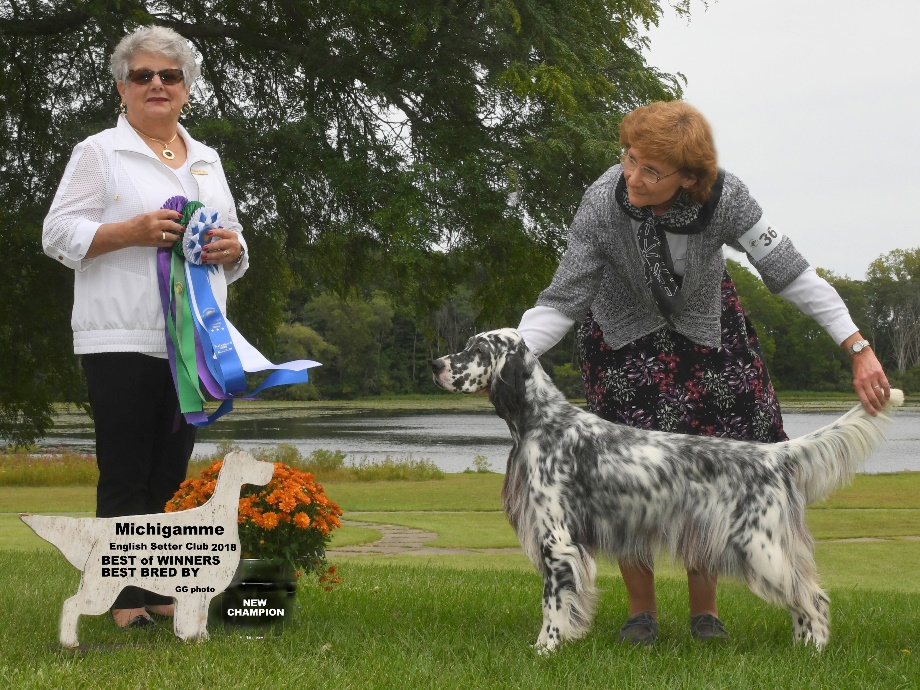 Michigamme
English Setter Club 2018
BEST of WINNERS
BEST BRED BY
GG photo
NEW
CHAMPION
36